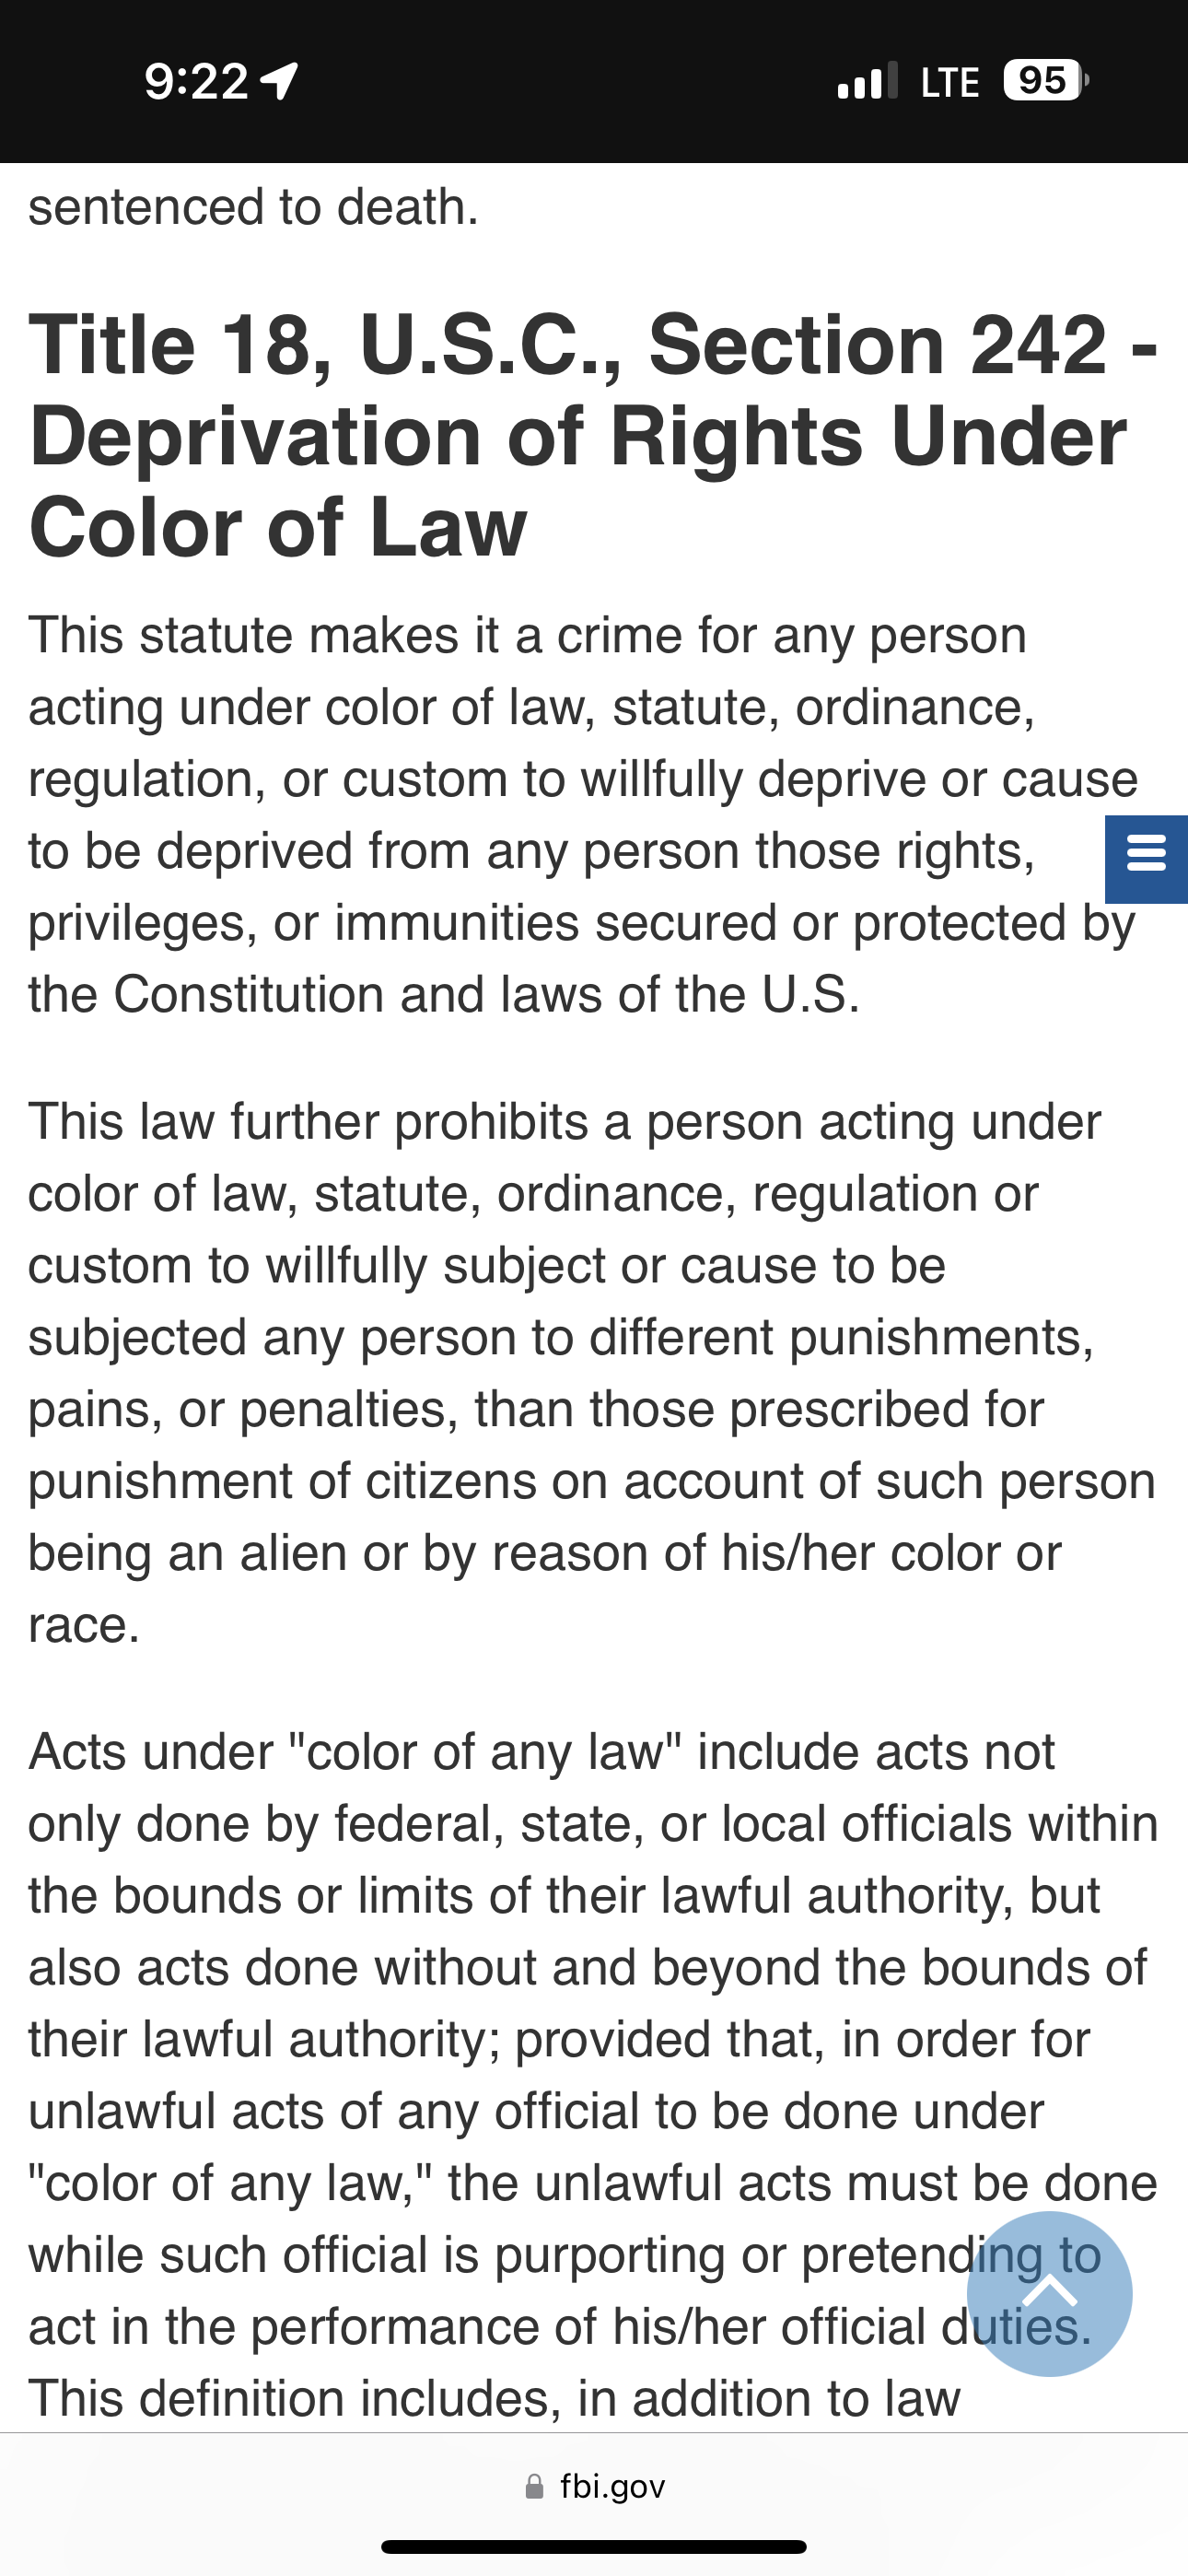 9:22
LTE 95
sentenced to death.
Title 18, U.S.C., Section 242 -
Deprivation of Rights Under
Color of Law
This statute makes it a crime for any person
acting under color of law, statute, ordinance,
regulation, or custom to willfully deprive or cause
to be deprived from any person those rights,
privileges, or immunities secured or protected by
the Constitution and laws of the U.S.
This law further prohibits a person acting under
color of law, statute, ordinance, regulation or
custom to willfully subject or cause to be
subjected any person to different punishments,
pains, or penalties, than those prescribed for
punishment of citizens on account of such person
being an alien or by reason of his/her color or
race.
Acts under "color of any law" include acts not
only done by federal, state, or local officials within
the bounds or limits of their lawful authority, but
also acts done without and beyond the bounds of
their lawful authority; provided that, in order for
unlawful acts of any official to be done under
"color of any law," the unlawful acts must be done
while such official is purporting or pretending to
act in the performance of his/her official duties.
This definition includes, in addition to law
fbi.gov